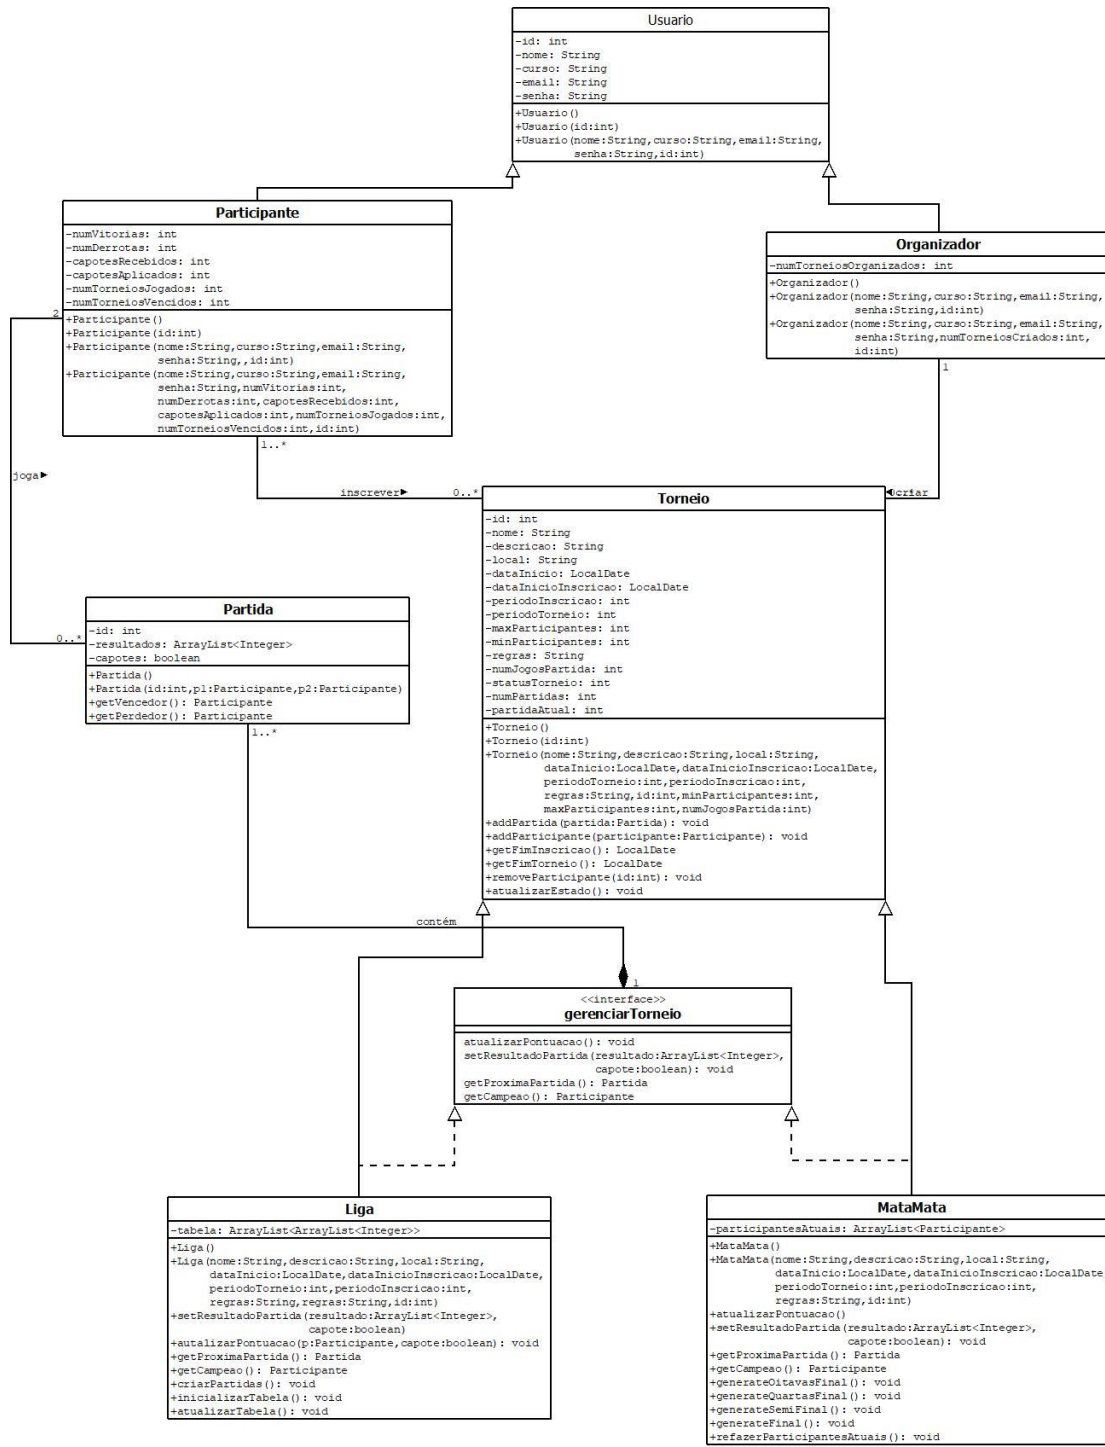 Usuario
-id: int
-nome: String
-curso: String
-email: String
-senha: String
+Usuario()
+Usuario(id:int)
+Usuario(nome:String,curso:String,email:String,
senha:String,id:int)
Participante
-numVitorias: int
-numDerrotas: int
-capotesRecebidos: int
-capotesAplicados: int
-numTorneiosJogados: int
-numTorneiosVencidos: int
+Participante()
+Participante(id:int)
+Participante(nome:String,curso:String,email:String,
senha:String,,id:int)
+Participante(nome:String,curso:String,email:String,
senha:String,numVitorias:int,
numDerrotas:int,capotesRecebidos:int,
capotesAplicados:int,numTorneiosJogados:int,
numTorneiosVencidos:int,id:int)
Organizador
-numTorneiosOrganizados: int
+Organizador()
+Organizador(nome:String,curso:String,email:String,
senha:String,id:int)
+Organizador(nome:String,curso:String,email:String,
senha:String,numTorneiosCriados:int,
id:int)
2
1
1..*
joga►
inscrever►
0..*
criar
Torneio
-id: int
-nome: String
-descricao: String
-local: String
-dataInicio: LocalDate
-dataInicioInscricao: LocalDate
-periodoInscricao: int
-periodoTorneio: int
-maxParticipantes: int
-minParticipantes: int
-regras: String
-numJogosPartida: int
-statusTorneio: int
-numPartidas: int
-partidaAtual: int
+Torneio()
+Torneio(id:int)
+Torneio(nome:String,descricao:String,local:String,
dataInicio:LocalDate,dataInicioInscricao:LocalDate,
periodoTorneio:int,periodoInscricao:int,
regras:String,id:int,minParticipantes:int,
maxParticipantes:int,numJogosPartida:int)
+addPartida(partida:Partida): void
+addParticipante(participante:Participante): void
+getFimInscricao(): LocalDate
+getFimTorneio(): LocalDate
+removeParticipante(id:int): void
+atualizarEstado(): void
0..*
Partida
-id: int
-resultados: ArrayList<Integer>
-capotes: boolean
+Partida()
+Partida(id:int,p1:Participante,p2:Participante)
+getVencedor(): Participante
+getPerdedor(): Participante
1..*
contém
1
<<interface>>
gerenciarTorneio
atualizarPontuacao(): void
setResultadoPartida(resultado:ArrayList<Integer>,
capote:boolean): void
getProximaPartida(): Partida
getCampeao(): Participante
Liga
-tabela: ArrayList<ArrayList<Integer>>
+Liga()
+Liga(nome:String,descricao:String,local:String,
dataInicio:LocalDate,dataInicioInscricao:LocalDate,
periodoTorneio:int,periodoInscricao:int,
regras:String,regras:String,id:int)
+setResultadoPartida(resultado:ArrayList<Integer>,
capote:boolean)
+autalizarPontuacao(p:Participante,capote:boolean): void
+getProximaPartida(): Partida
+getCampeao(): Participante
+criarPartidas(): void
+inicializarTabela(): void
+atualizarTabela(): void
MataMata
-participantesAtuais: ArrayList<Participante>
+MataMata()
+MataMata(nome:String,descricao:String,local:String,
dataInicio:LocalDate,dataInicioInscricao:LocalDate
periodoTorneio:int,periodoInscricao:int,
regras:String,id:int)
+atualizarPontuacao()
+setResultadoPartida(resultado:ArrayList<Integer>,
capote:boolean): void
+getProximaPartida(): Partida
+getCampeao(): Participante
+generateOitavasFinal(): void
+generateQuartasFinal(): void
+generateSemiFinal(): void
+generateFinal(): void
+refazerParticipantesAtuais(): void